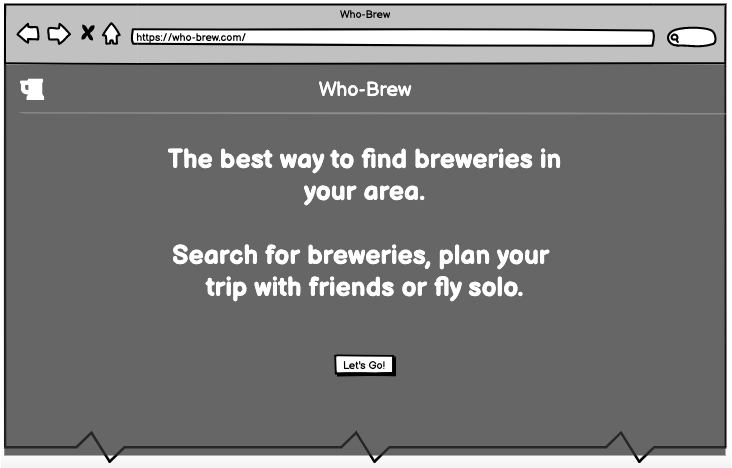 Who-Brew
https://who-brew.com/
Who-Brew
The best way to find breweries in
your area.
Search for breweries, plan your
trip with friends or fly solo.
Let's Go!